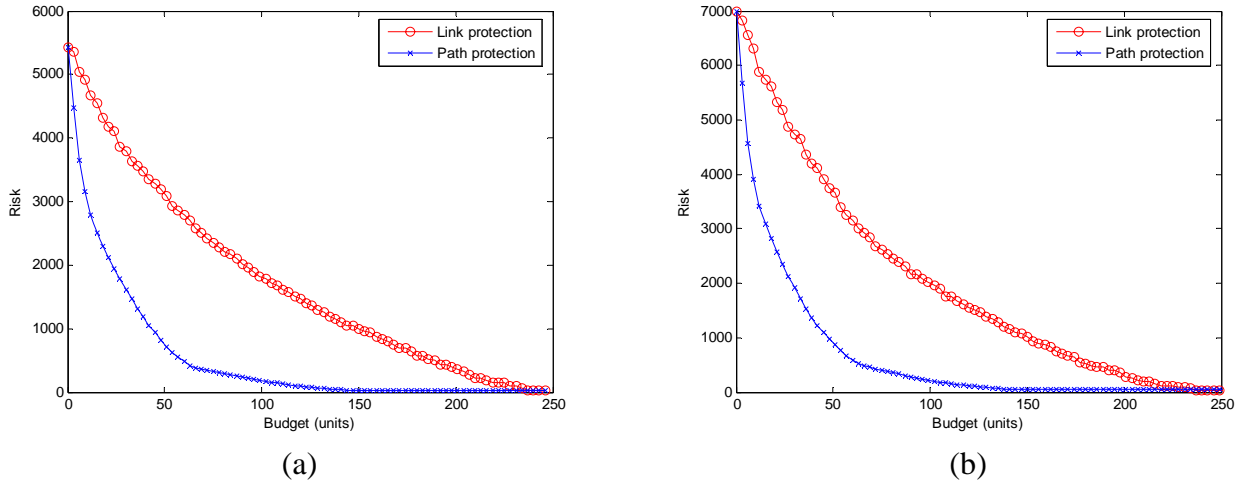 6000
5000
4000
3000
2000
1000
0
Risk
0 50 100 150 200 250
Budget (units)
Link protection
Path protection
(a)
7000
6000
5000
4000
3000
2000
1000
0
Risk
0 50 100 150 200 250
Budget (units)
Link protection
Path protection
(b)